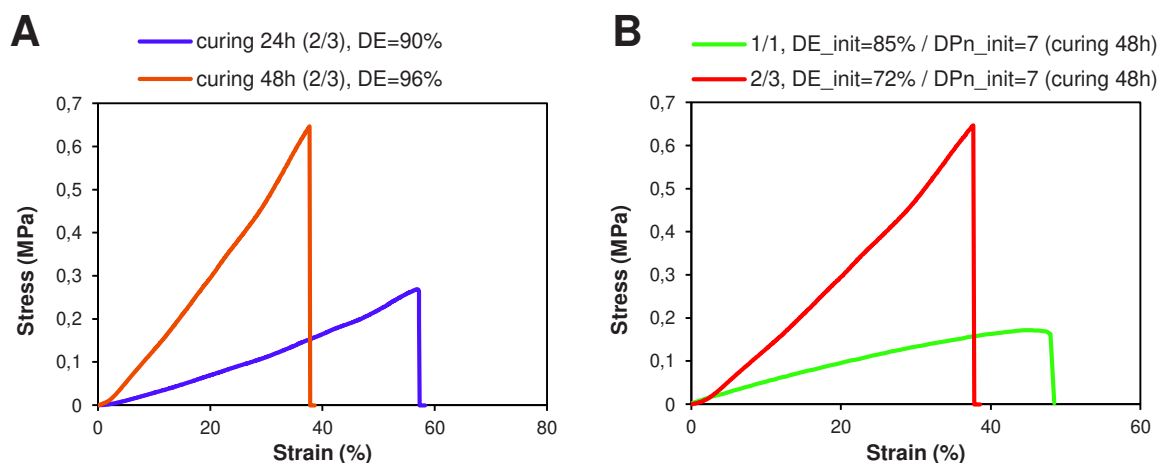 A
curing 24h (2/3), DE=90%
curing 48h (2/3), DE=96%
0,7
0,6
0,5
0,4
0,3
0,2
0,1
0
Stress (MPa)
0 20 40 60 80
Strain (%)
B
1/1, DE_init=85% / DPn_init=7 (curing 48h)
2/3, DE_init=72% / DPn_init=7 (curing 48h)
0,7
0,6
0,5
0,4
0,3
0,2
0,1
0
Stress (MPa)
0 20 40 60
Strain (%)